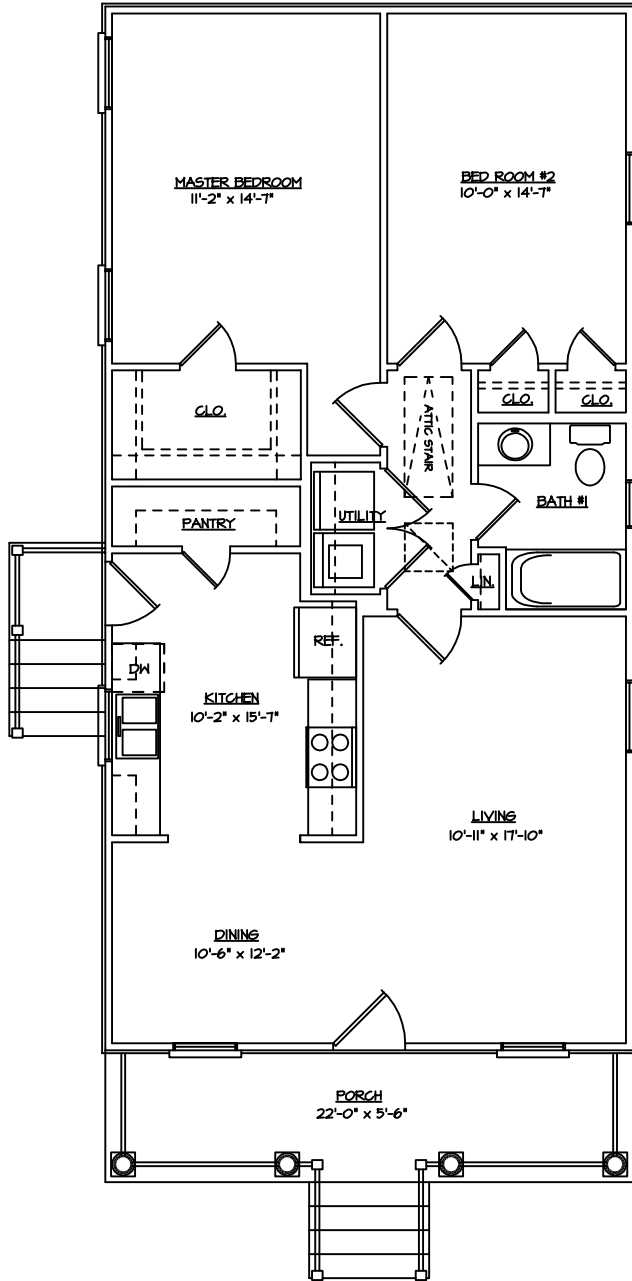 MASTER BEDROOM
11'-2" x 14'-7"
BED ROOM #2
10'-0" x 14'-7"
CLO.
ATTIC STAIR
CLO.
CLO.
PANTRY
UTILITY
BATH #1
LIN.
REF.
DW
KITCHEN
10'-2" x 15'-7"
LIVING
10'-11" x 17'-10"
DINING
10'-6" x 12'-2"
PORCH
22'-0" x 5'-6"